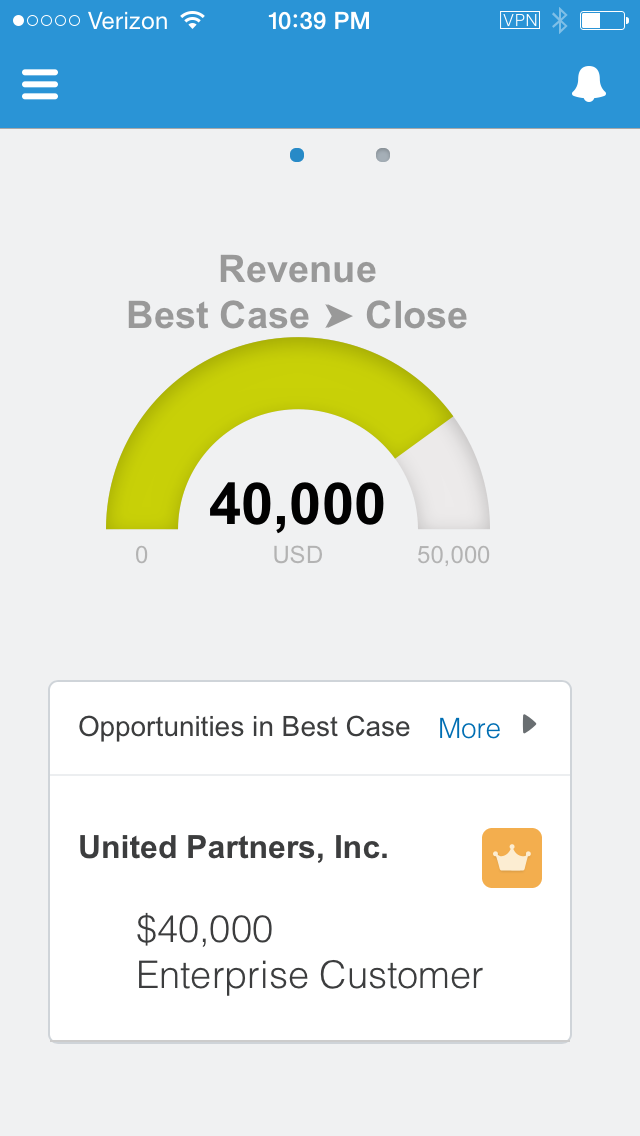 Verizon 10:39 PM VPN
Revenue
Best Case ➤ Close
40,000
0 USD 50,000
Opportunities in Best Case More
United Partners, Inc.
$40,000
Enterprise Customer